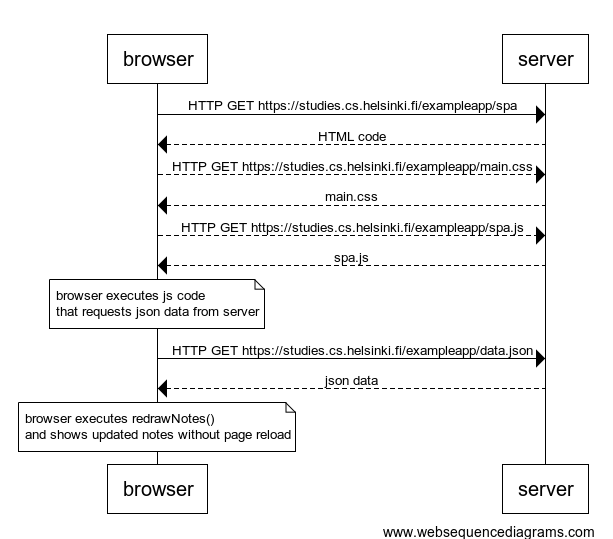 browser
server
HTTP GET https://studies.cs.helsinki.fi/exampleapp/spa
HTML code
HTTP GET https://studies.cs.helsinki.fi/exampleapp/main.css
main.css
HTTP GET https://studies.cs.helsinki.fi/exampleapp/spa.js
spa.js
browser executes js code
that requests json data from server
HTTP GET https://studies.cs.helsinki.fi/exampleapp/data.json
json data
browser executes redrawNotes()
and shows updated notes without page reload
browser
server
www.websequencediagrams.com